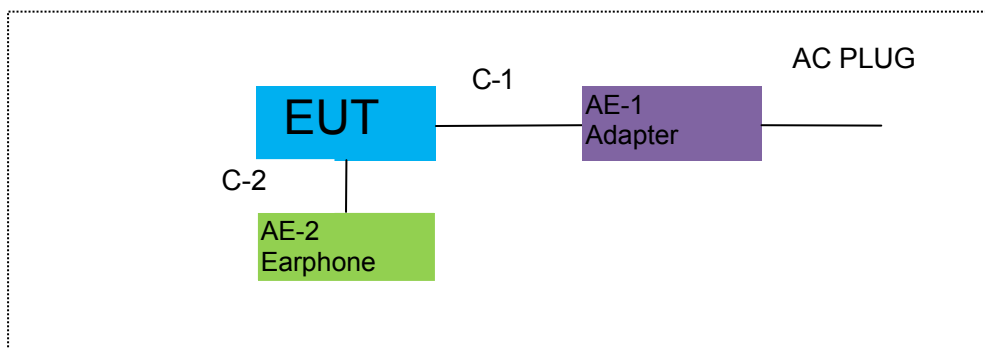 AC PLUG
C-1
EUT
AE-1
Adapter
C-2
AE-2
Earphone